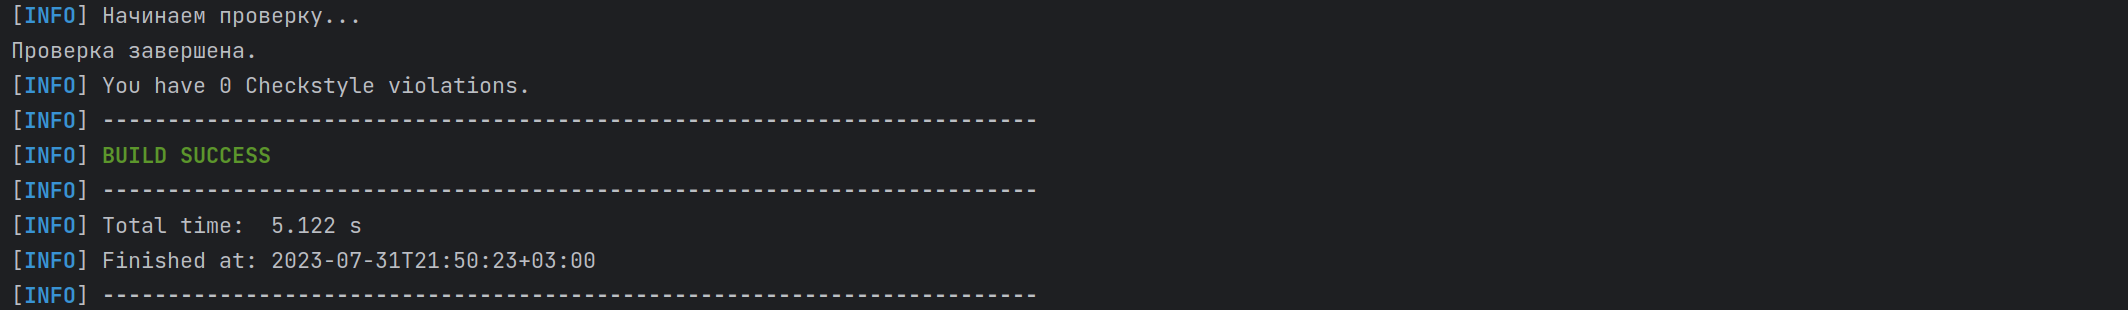 [INFO] Начинаем проверку...
Проверка завершена.
[INFO] You have 0 Checkstyle violations.
[INFO] ------------------------------------------------------------------------
[INFO] BUILD SUCCESS
[INFO] ------------------------------------------------------------------------
[INFO] Total time:  5.122 s
[INFO] Finished at: 2023-07-31T21:50:23+03:00
[INFO] ------------------------------------------------------------------------